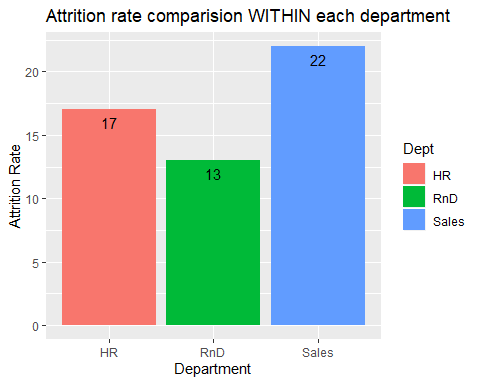 Attrition rate comparision WITHIN each department
Attrition Rate
20
15
10
5
0
17
13
22
HR
RnD
Sales
Department
Dept
HR
RnD
Sales